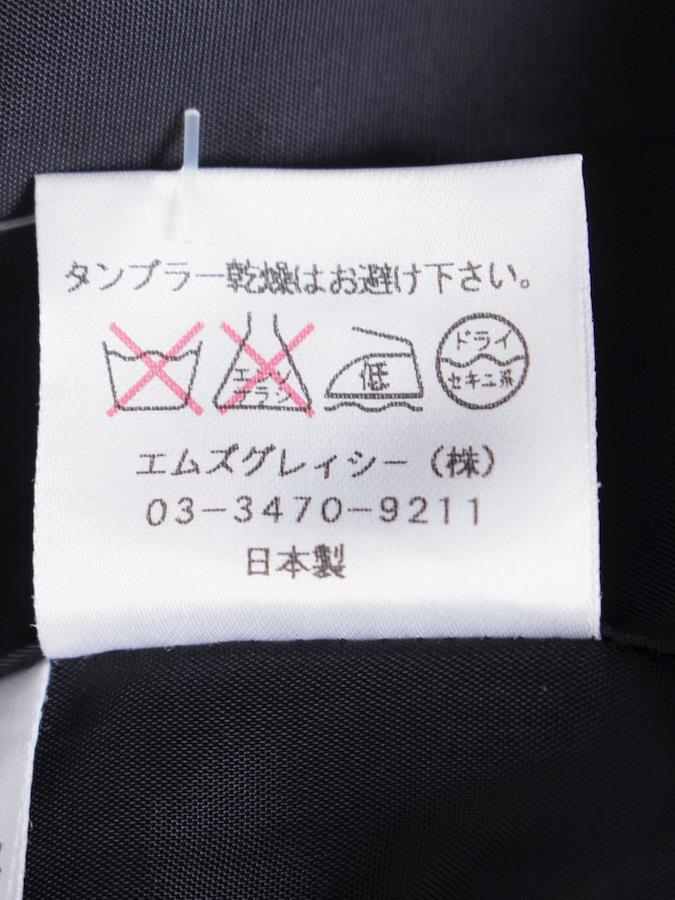 タンブラー乾燥はお避け下さい。
エンソ サラシ 低 ドライ セキユ系
エムズグレイシー（株）
03-3470-9211
日本製